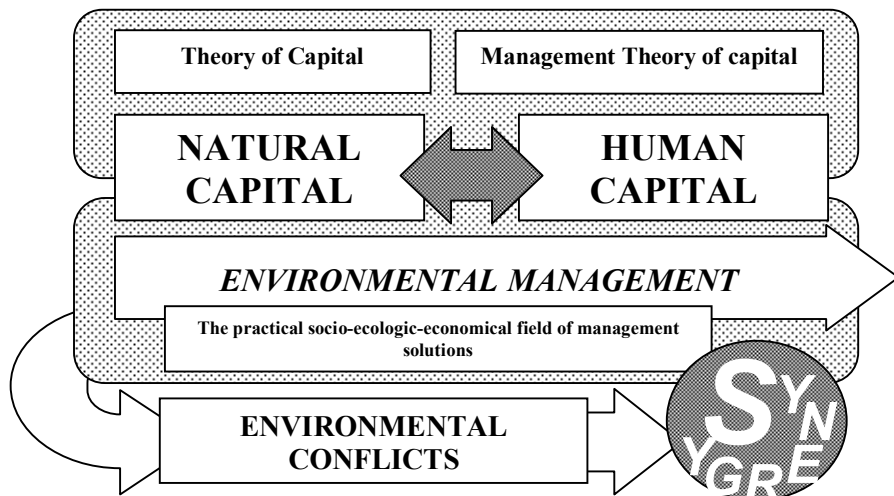 Theory of Capital
Management Theory of capital
NATURAL
CAPITAL
HUMAN
CAPITAL
ENVIRONMENTAL MANAGEMENT
The practical socio-ecologic-economical field of management
solutions
ENVIRONMENTAL
CONFLICTS
SYNERGY